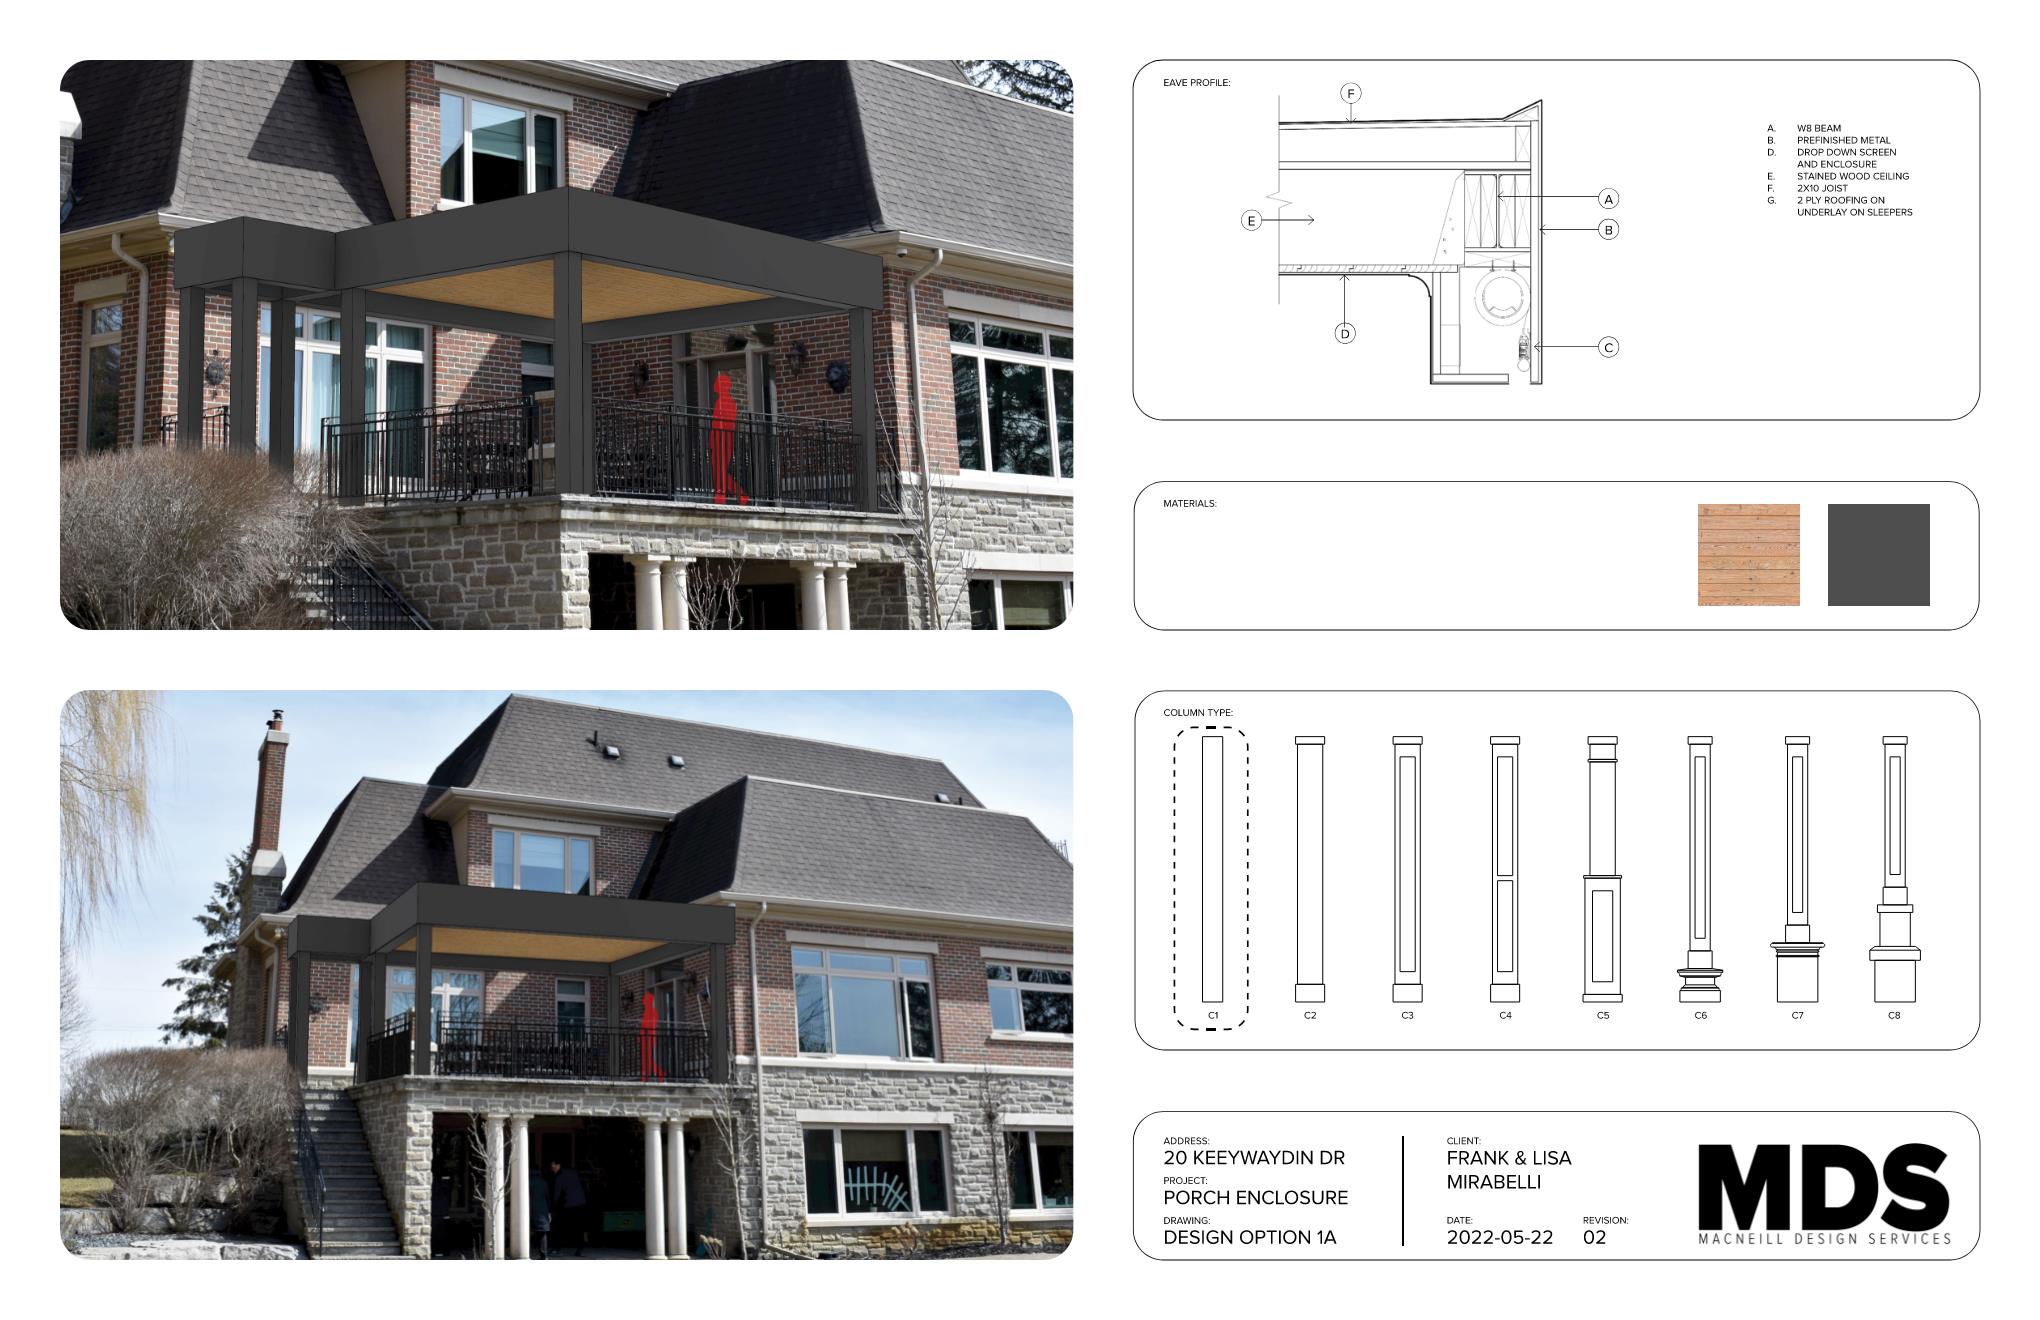 EAVE PROFILE:
F
E
A
B
D
C
A. W8 BEAM
B. PREFINISHED METAL
D. DROP DOWN SCREEN
AND ENCLOSURE
E. STAINED WOOD CEILING
F. 2X10 JOIST
G. 2 PLY ROOFING ON
UNDERLAY ON SLEEPERS
MATERIALS:
COLUMN TYPE:
C1 C2 C3 C4 C5 C6 C7 C8
ADDRESS:
20 KEEYWAYDIN DR
PROJECT:
PORCH ENCLOSURE
DRAWING:
DESIGN OPTION 1A
CLIENT:
FRANK & LISA
MIRABELLI
DATE:
2022-05-22
REVISION:
02
MDS
MACNEILL DESIGN SERVICES